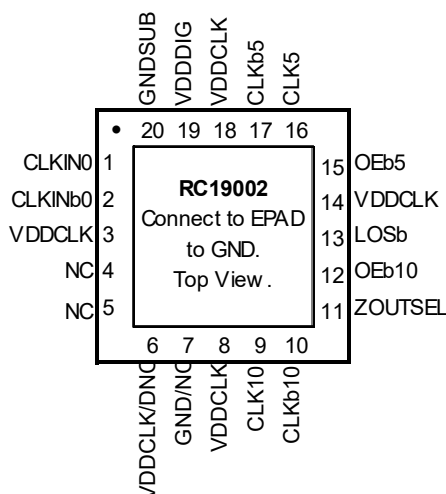 GNDSUB
VDDDIG
VDDCLK
CLKb5
CLK5
20 19 18 17 16
CLKIN0 1
CLKINb0 2
VDDCLK 3
NC 4
NC 5
RC19002
Connect to EPAD
to GND.
Top View .
15 OEb5
14 VDDCLK
13 LOSb
12 OEb10
11 ZOUTSEL
6 7 8 9 10
VDDCLK/DNC
GND/NC
VDDCLK
CLK10
CLKb10